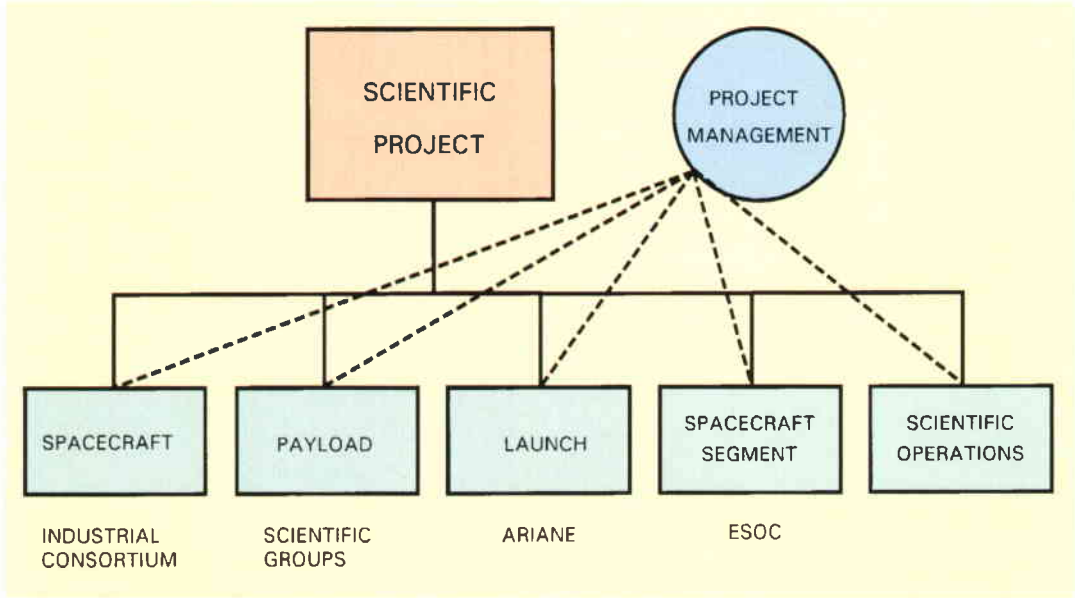 SCIENTIFIC
PROJECT
PROJECT
MANAGEMENT
SPACECRAFT
PAYLOAD
LAUNCH
SPACECRAFT
SEGMENT
SCIENTIFIC
OPERATIONS
INDUSTRIAL
CONSORTIUM
SCIENTIFIC
GROUPS
ARIANE
ESOC